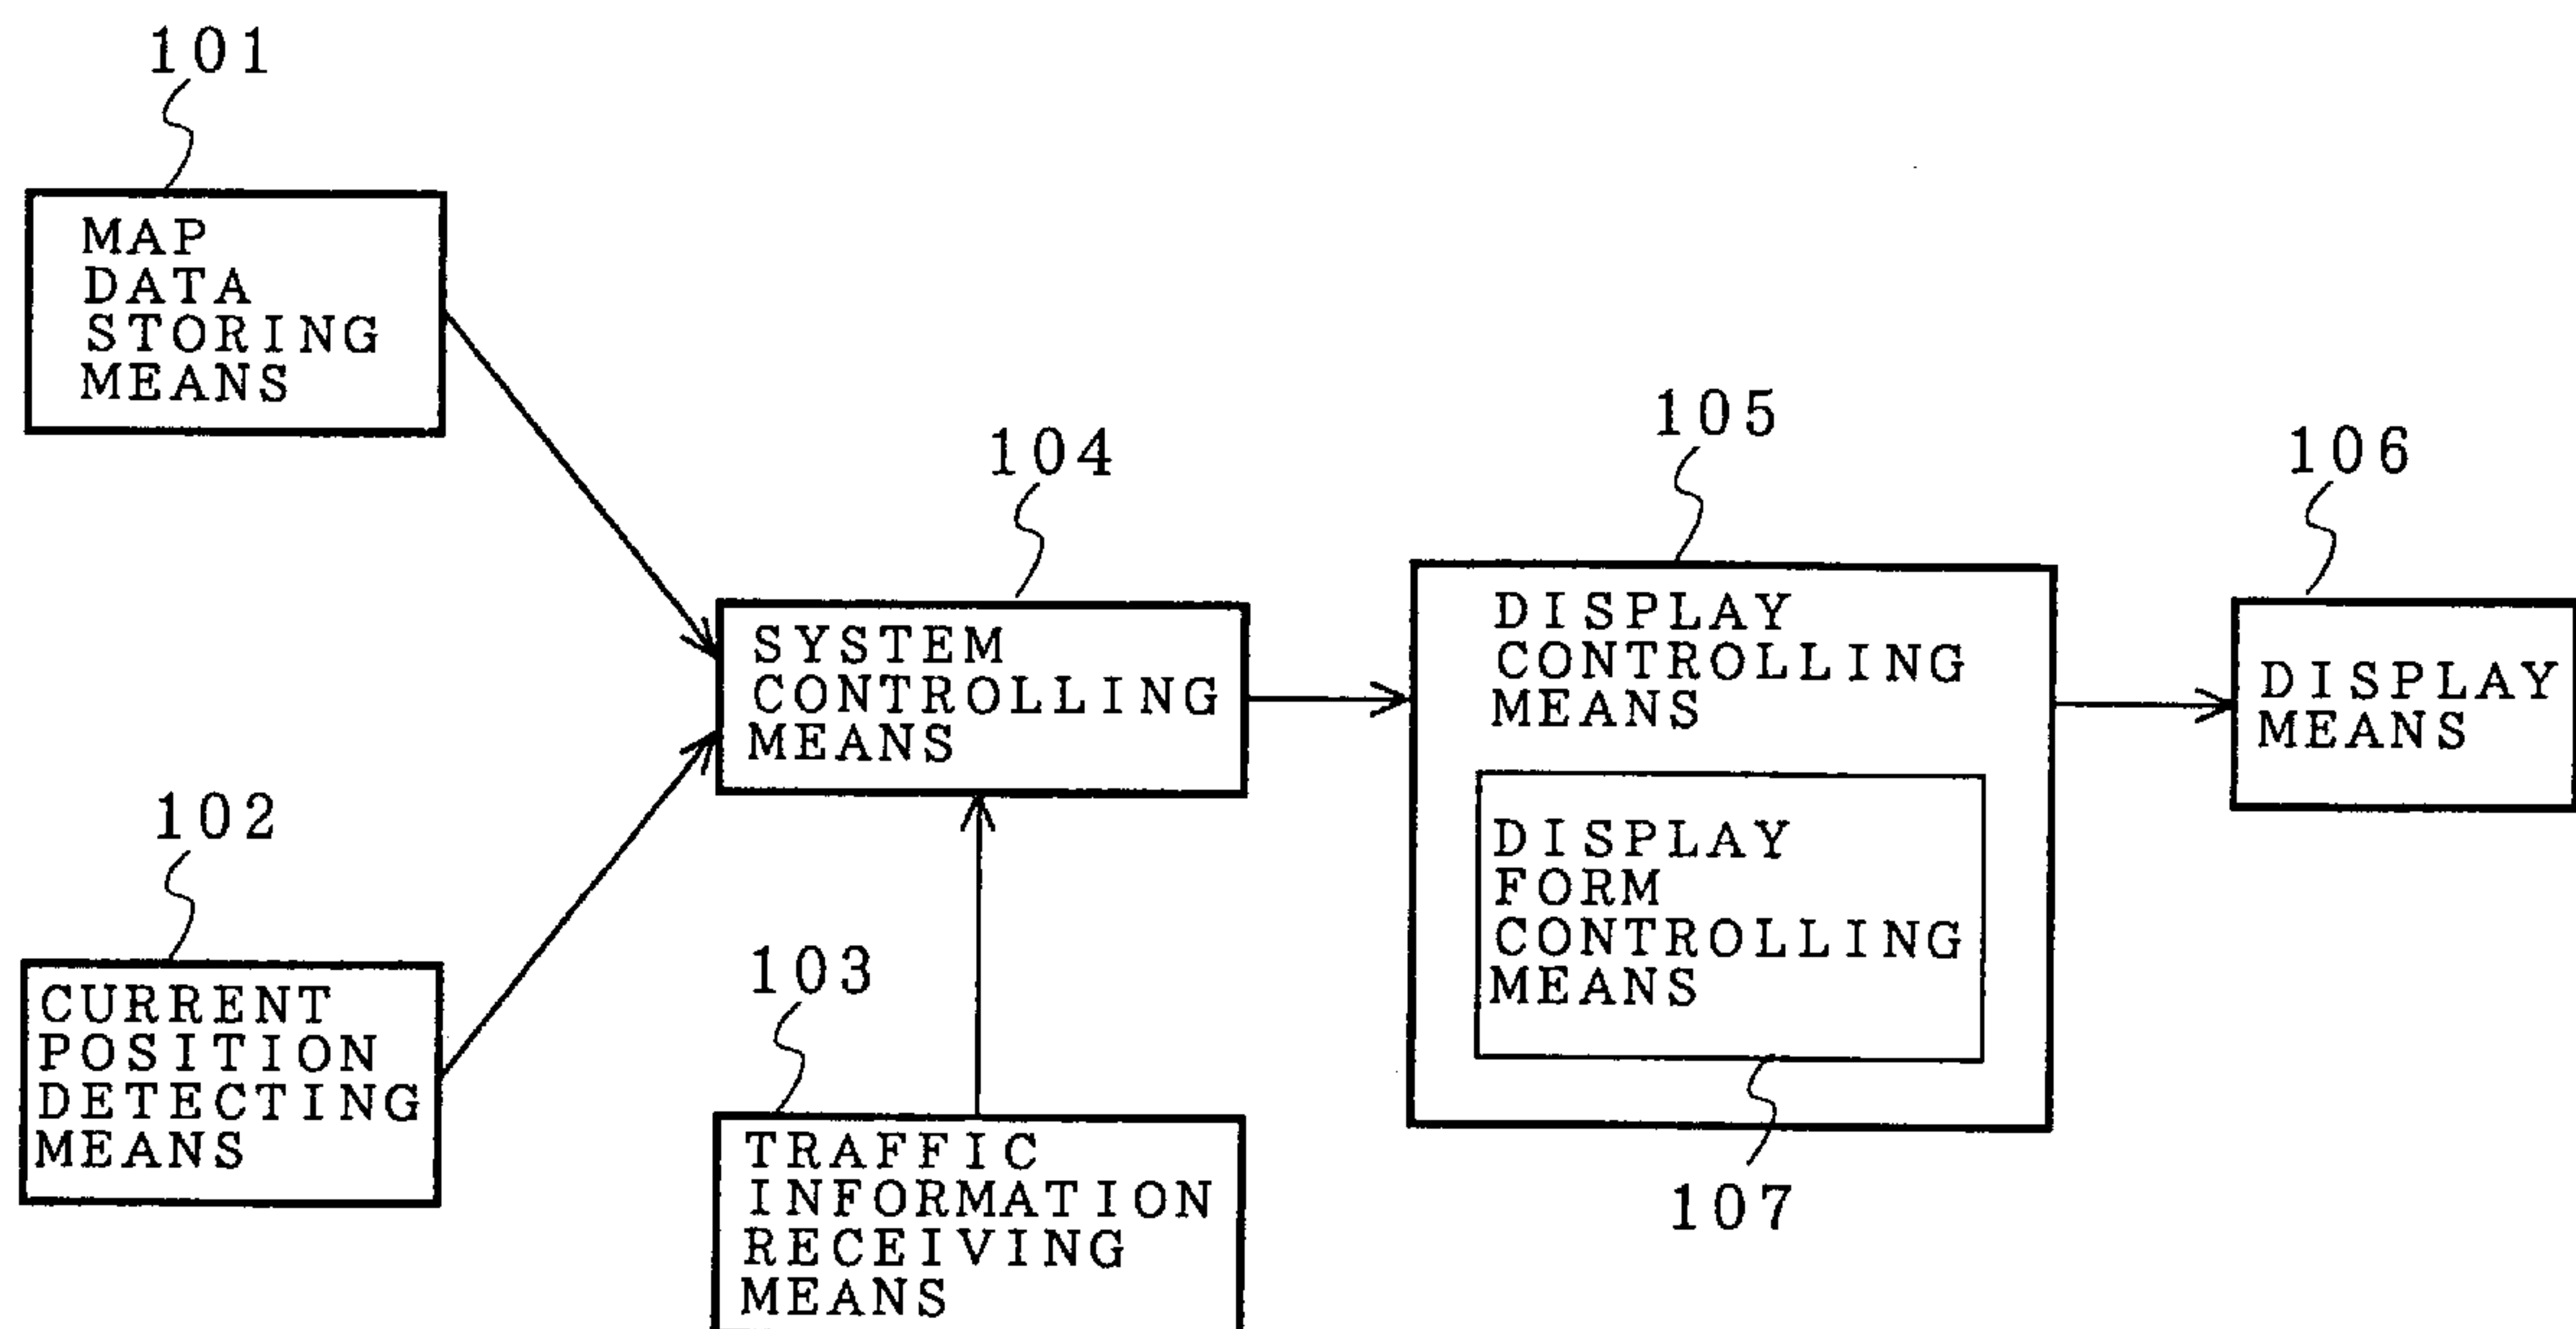 101
MAP
DATA
STORING
MEANS
102
CURRENT
POSITION
DETECTING
MEANS
103
TRAFFIC
INFORMATION
RECEIVING
MEANS
104
SYSTEM
CONTROLLING
MEANS
105
DISPLAY
CONTROLLING
MEANS
DISPLAY
FORM
CONTROLLING
MEANS
107
106
DISPLAY
MEANS